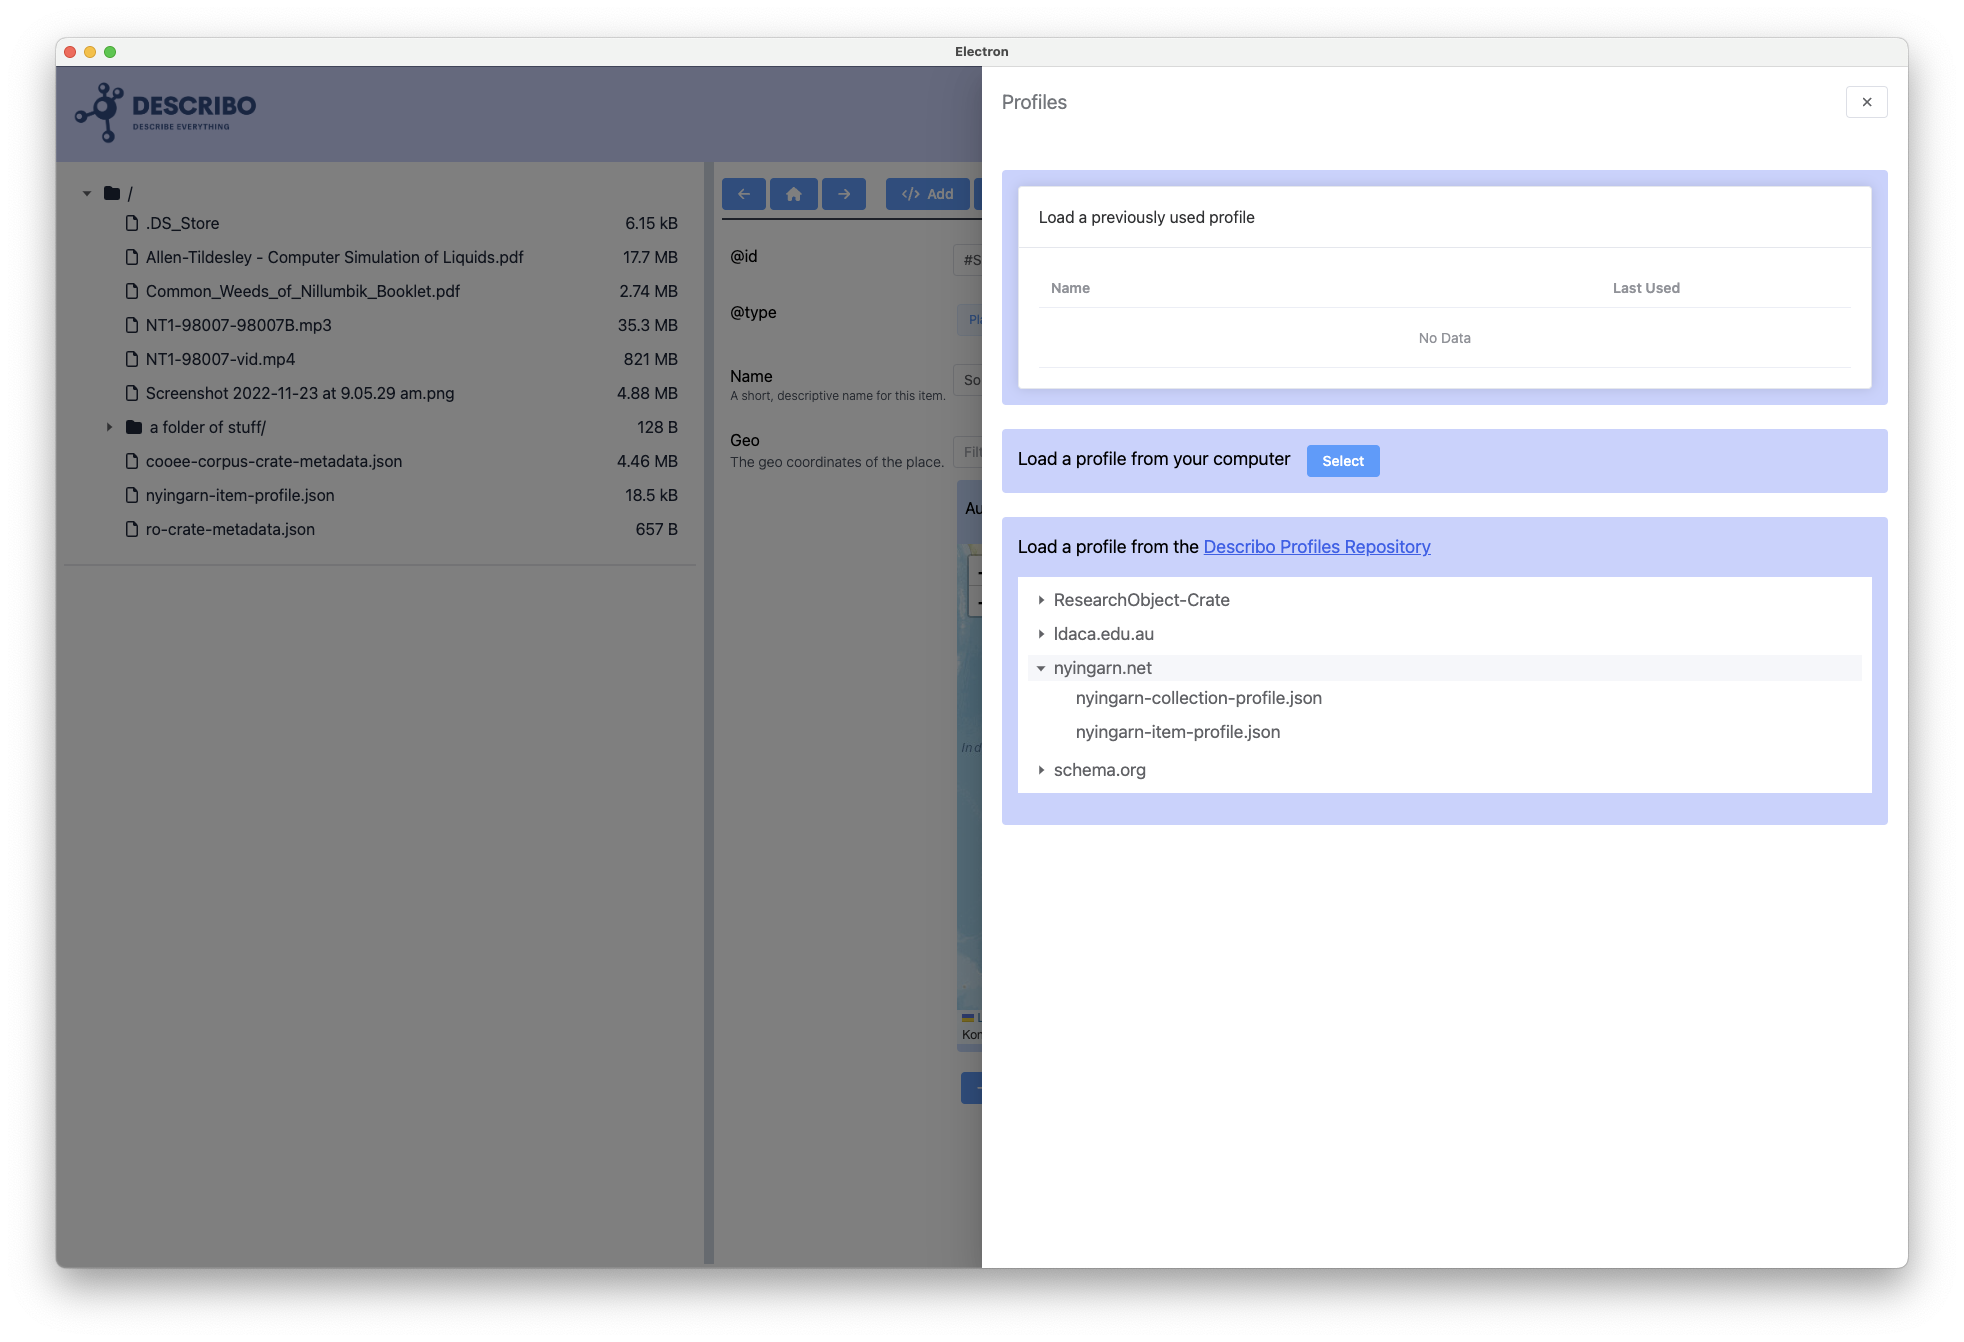 Electron
DESCRIBO
DESCRIBE EVERYTHING
/
.DS_Store 6.15 kB
Allen-Tildesley - Computer Simulation of Liquids.pdf 17.7 MB
Common_Weeds_of_Nillumbik_Booklet.pdf 2.74 MB
NT1-98007-98007B.mp3 35.3 MB
NT1-98007-vid.mp4 821 MB
Screenshot 2022-11-23 at 9.05.29 am.png 4.88 MB
a folder of stuff/ 128 B
cooee-corpus-crate-metadata.json 4.46 MB
nyingarn-item-profile.json 18.5 kB
ro-crate-metadata.json 657 B
</> Add
@id #S
@type Pla
Name So
A short, descriptive name for this item.
Geo Filt
The geo coordinates of the place.
Au
Ind
L
Kor
Profiles
Load a previously used profile
Name Last Used
No Data
Load a profile from your computer Select
Load a profile from the Describo Profiles Repository
ResearchObject-Crate
ldaca.edu.au
nyingarn.net
nyingarn-collection-profile.json
nyingarn-item-profile.json
schema.org